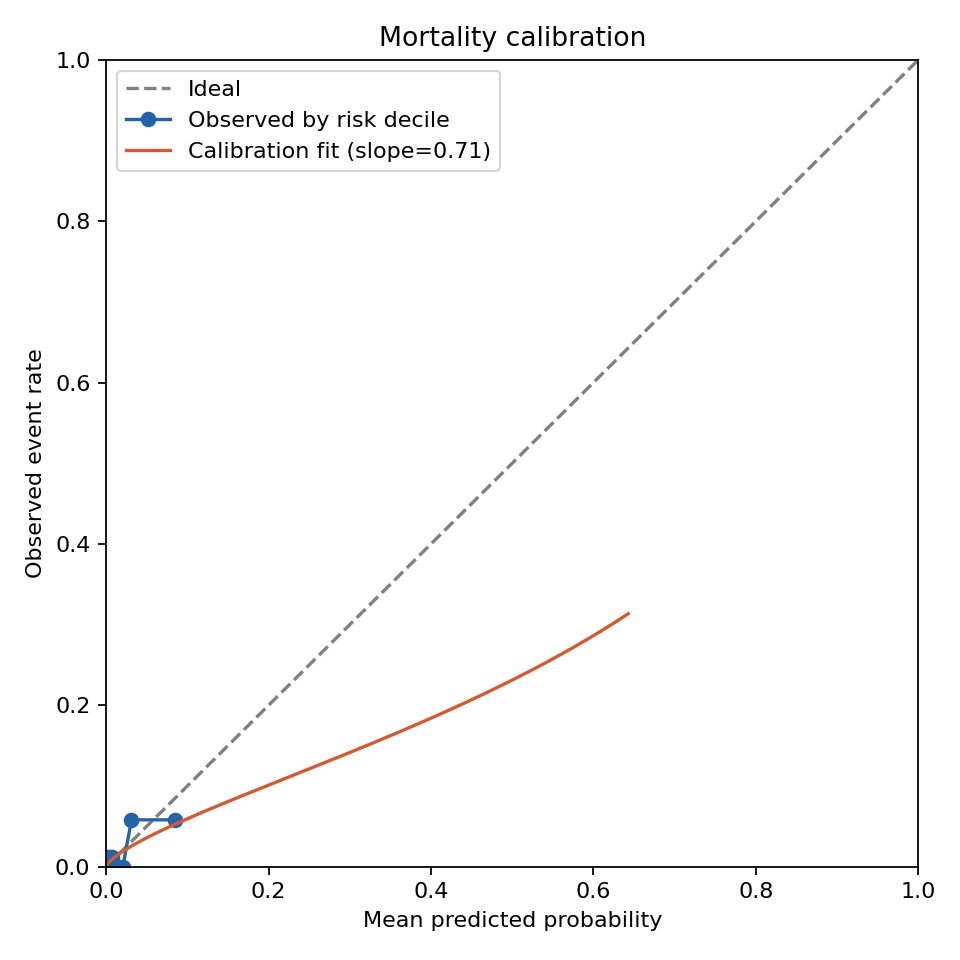 Mortality calibration
Ideal
Observed by risk decile
Calibration fit (slope=0.71)
Observed event rate
1.0
0.8
0.6
0.4
0.2
0.0
0.0 0.2 0.4 0.6 0.8 1.0
Mean predicted probability